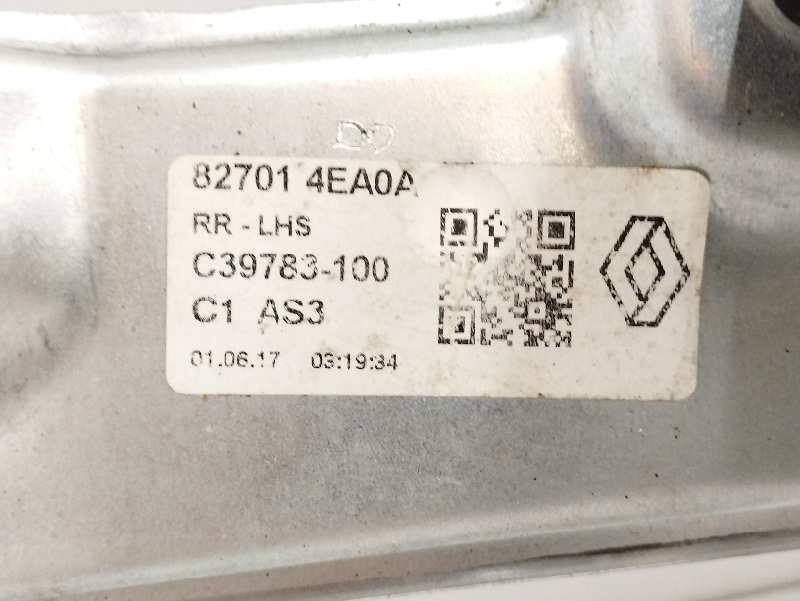 82701 4EA0A
RR - LHS
C39783-100
C1 AS3
01.06.17 03:19:34